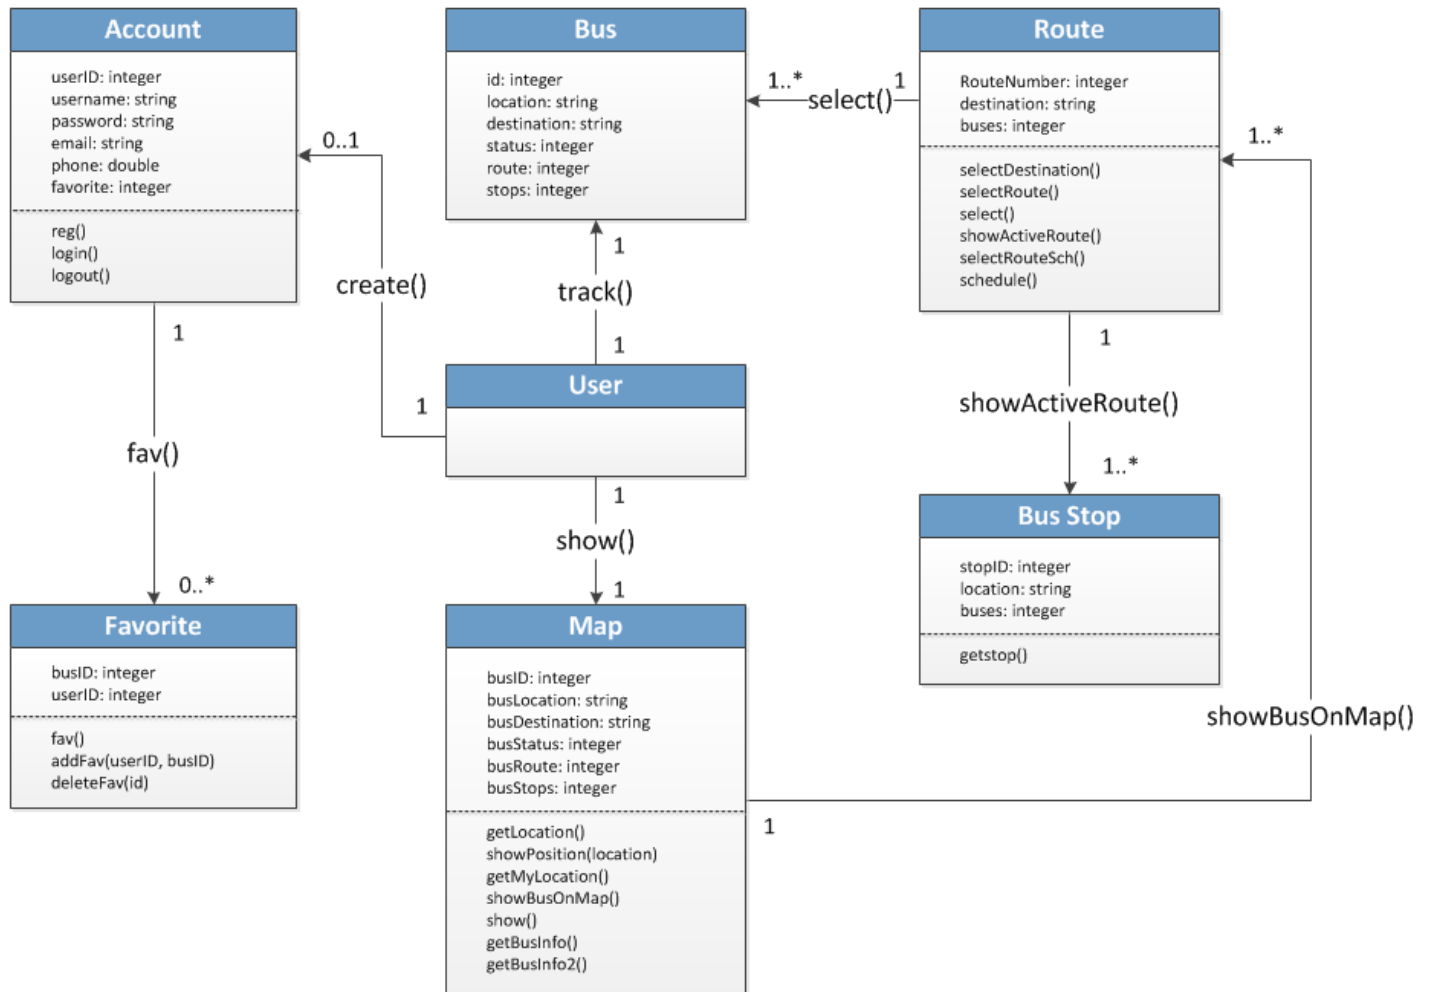 Account
userID: integer
username: string
password: string
email: string
phone: double
favorite: integer
reg()
login()
logout()
Bus
id: integer
location: string
destination: string
status: integer
route: integer
stops: integer
Route
RouteNumber: integer
destination: string
buses: integer
selectDestination()
selectRoute()
select()
showActiveRoute()
selectRouteSch()
schedule()
1..*
select()
1
0..1
create()
1
1
track()
1
1..*
1
fav()
0..*
User
1
show()
1
1
showActiveRoute()
1..*
Bus Stop
stopID: integer
location: string
buses: integer
getstop()
Favorite
busID: integer
userID: integer
fav()
addFav(userID, busID)
deleteFav(id)
Map
busID: integer
busLocation: string
busDestination: string
busStatus: integer
busRoute: integer
busStops: integer
getLocation()
showPosition(location)
getMyLocation()
showBusOnMap()
show()
getBusInfo()
getBusInfo2()
showBusOnMap()
1